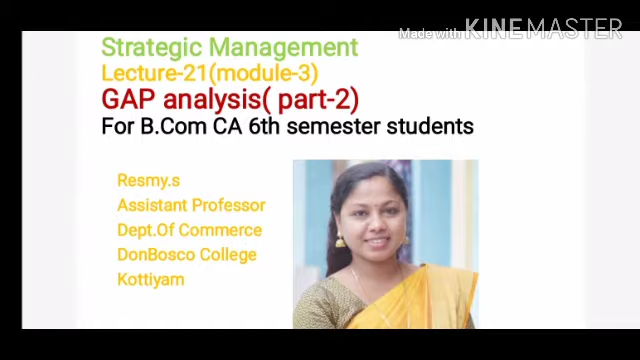 Made with KINEMASTER
Strategic Management
Lecture-21(module-3)
GAP analysis( part-2)
For B.Com CA 6th semester students
Resmy.s
Assistant Professor
Dept.Of Commerce
DonBosco College
Kottiyam